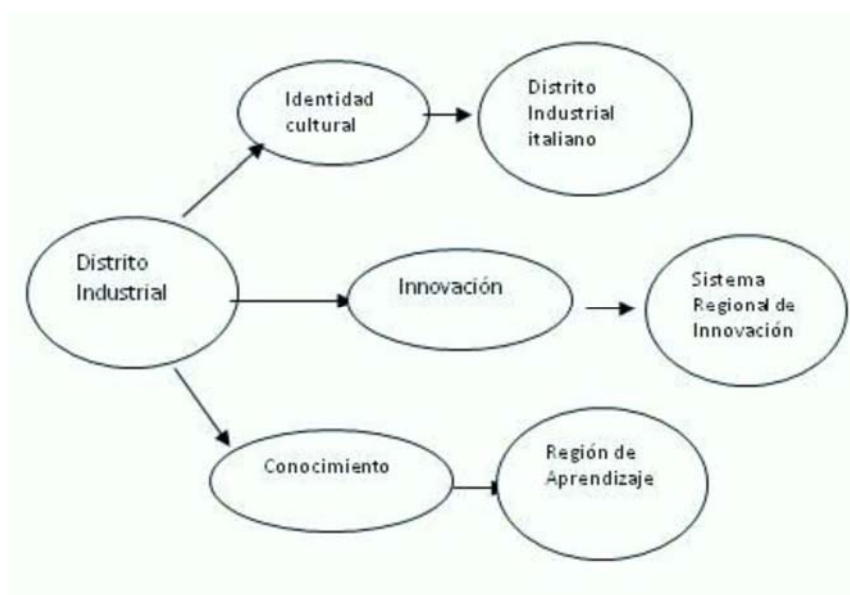 Identidad
cultural
Distrito
Industrial
italiano
Distrito
Industrial
Innovación
Sistema
Regional de
Innovación
Conocimiento
Región de
Aprendizaje